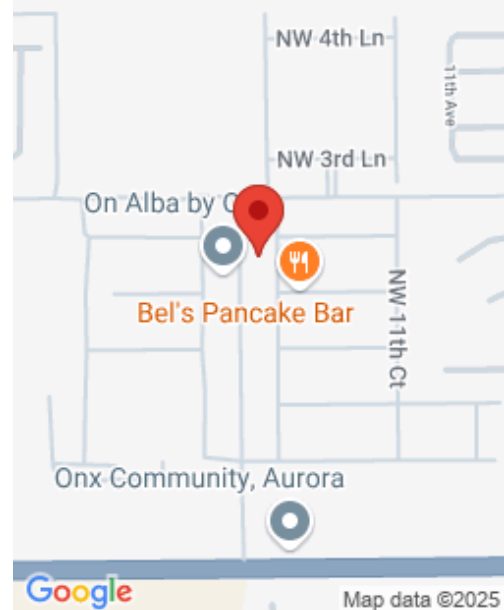 NW 4th Ln
11th Ave
NW 3rd Ln
On Alba by
Bel's Pancake Bar
NW 11th Ct
Onx Community, Aurora
Google
Map data ©2025